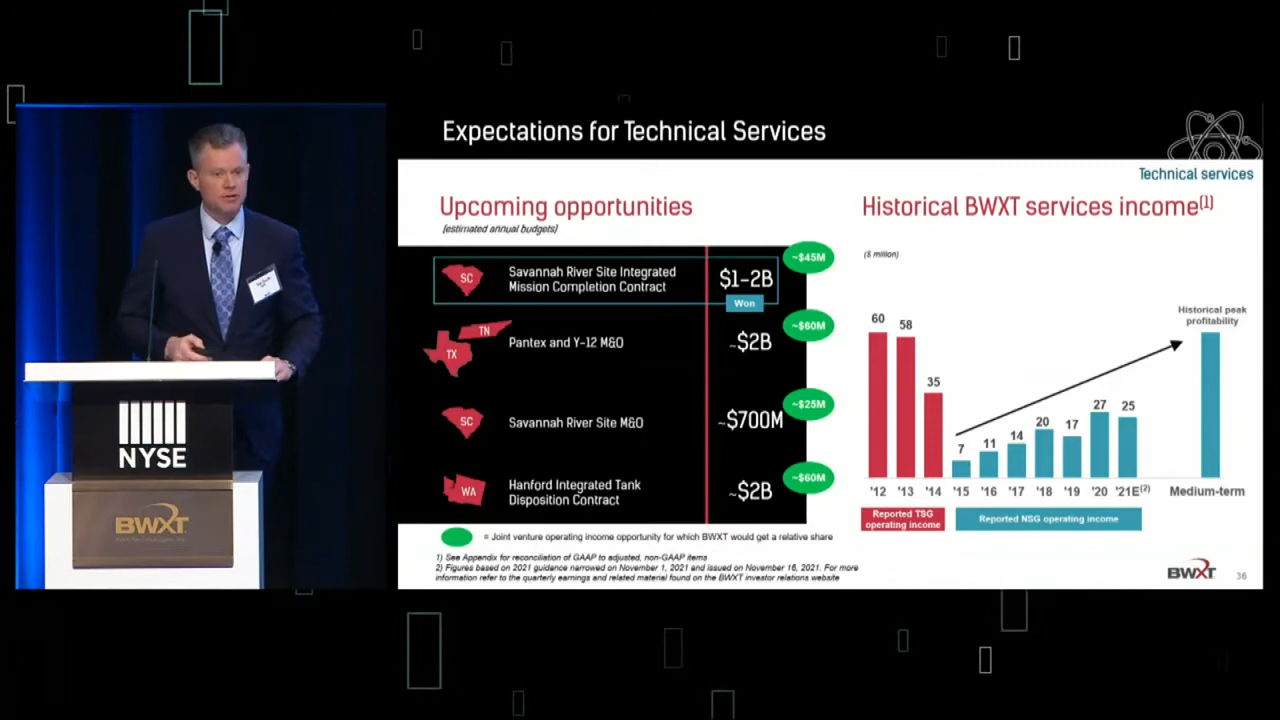 Expectations for Technical Services
Technical services
Upcoming opportunities
(estimated annual budgets)
SC
Savannah River Site Integrated
Mission Completion Contract
$1–2B
Won
~$45M
TN
TX
Pantex and Y-12 M&O
~$2B
~$60M
SC
Savannah River Site M&O
~$700M
~$25M
WA
Hanford Integrated Tank
Disposition Contract
~$2B
~$60M
= Joint venture operating income opportunity for which BWXT would get a relative share
1) See Appendix for reconciliation of GAAP to adjusted, non-GAAP items
2) Figures based on 2021 guidance narrowed on November 1, 2021 and issued on November 16, 2021. For more
information refer to the quarterly earnings and related material found on the BWXT investor relations website
Historical BWXT services income(1)
($ million)
60
58
35
7
11
14
20
17
27
25
Historical peak
profitability
'12 '13 '14 '15 '16 '17 '18 '19 '20 '21E(2) Medium-term
Reported TSG
operating income
Reported NSG operating income
BWXT
36
NYSE
BWXT